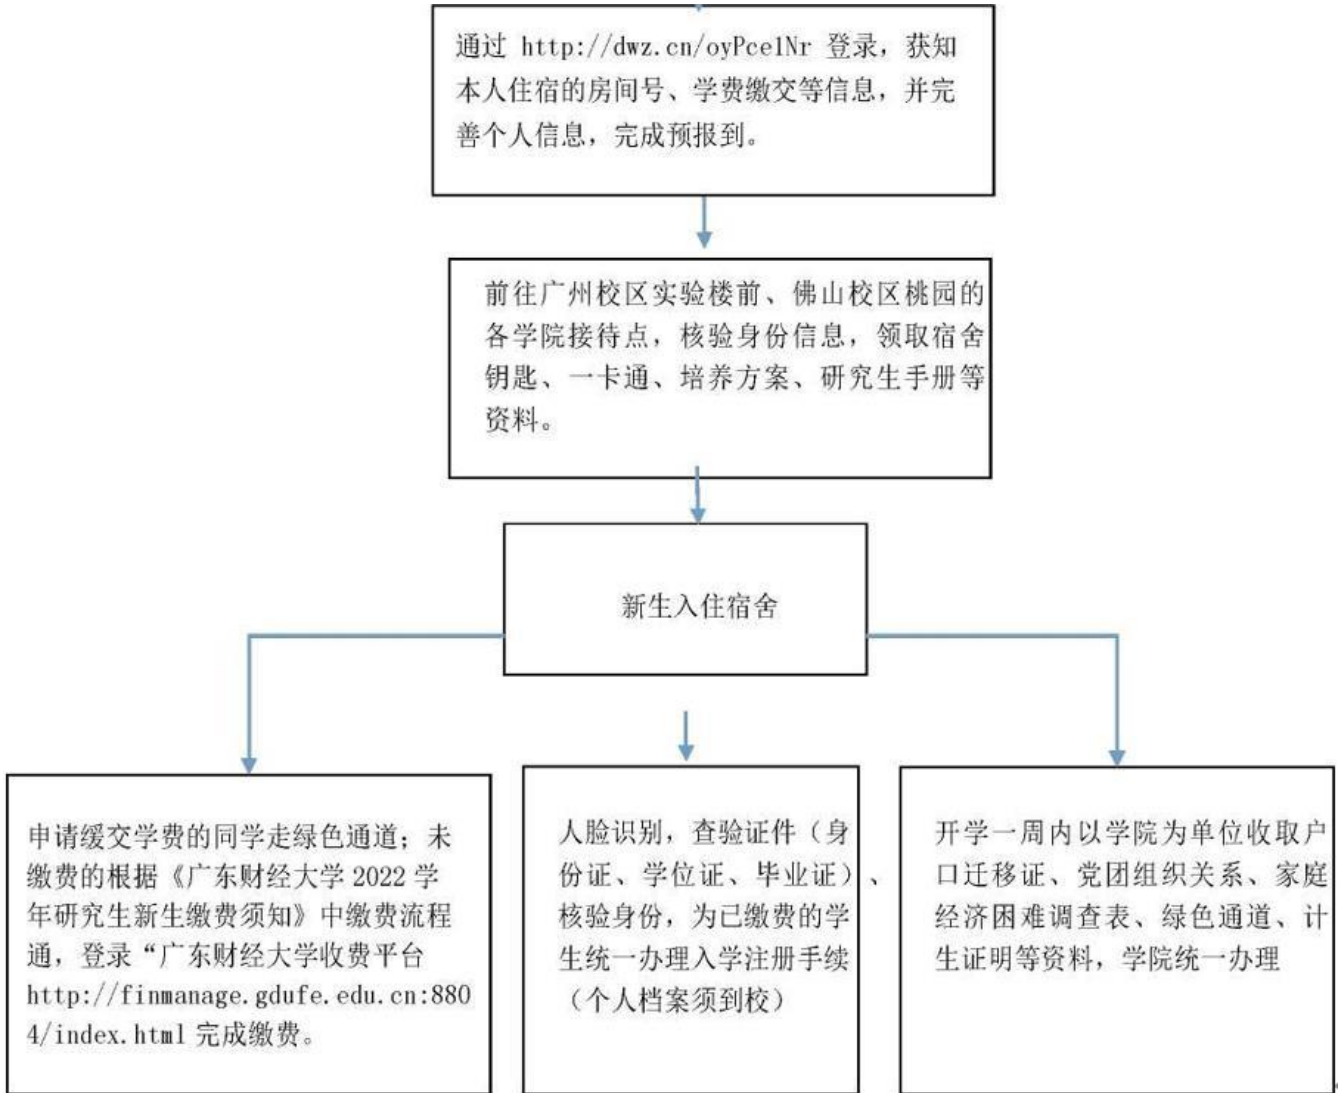 通过 http://dwz.cn/oyPce1Nr 登录，获知
本人住宿的房间号、学费缴交等信息，并完
善个人信息，完成预报到。
前往广州校区实验楼前、佛山校区桃园的
各学院接待点，核验身份信息，领取宿舍
钥匙、一卡通、培养方案、研究生手册等
资料。
新生入住宿舍
申请缓交学费的同学走绿色通道；未
缴费的根据《广东财经大学 2022 学
年研究生新生缴费须知》中缴费流程
通，登录“广东财经大学收费平台
http://finmanage.gdufe.edu.cn:880
4/index.html 完成缴费。
人脸识别，查验证件（身
份证、学位证、毕业证）、
核验身份，为已缴费的学
生统一办理入学注册手续
（个人档案须到校）
开学一周内以学院为单位收取户
口迁移证、党团组织关系、家庭
经济困难调查表、绿色通道、计
生证明等资料，学院统一办理